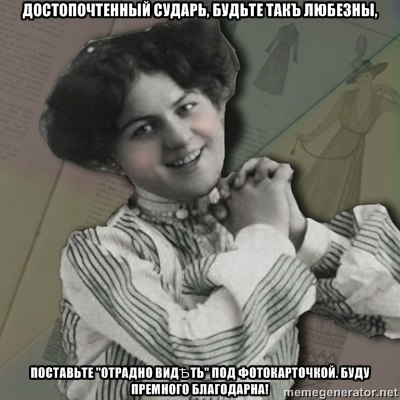 ДОСТОПОЧТЕННЫЙ СУДАРЬ, БУДЬТЕ ТАКЪ ЛЮБЕЗНЫ,
ПОСТАВЬТЕ "ОТРАДНО ВИДѢТЬ" ПОД ФОТОКАРТОЧКОЙ. БУДУ
ПРЕМНОГО БЛАГОДАРНА!
memegenerator.net